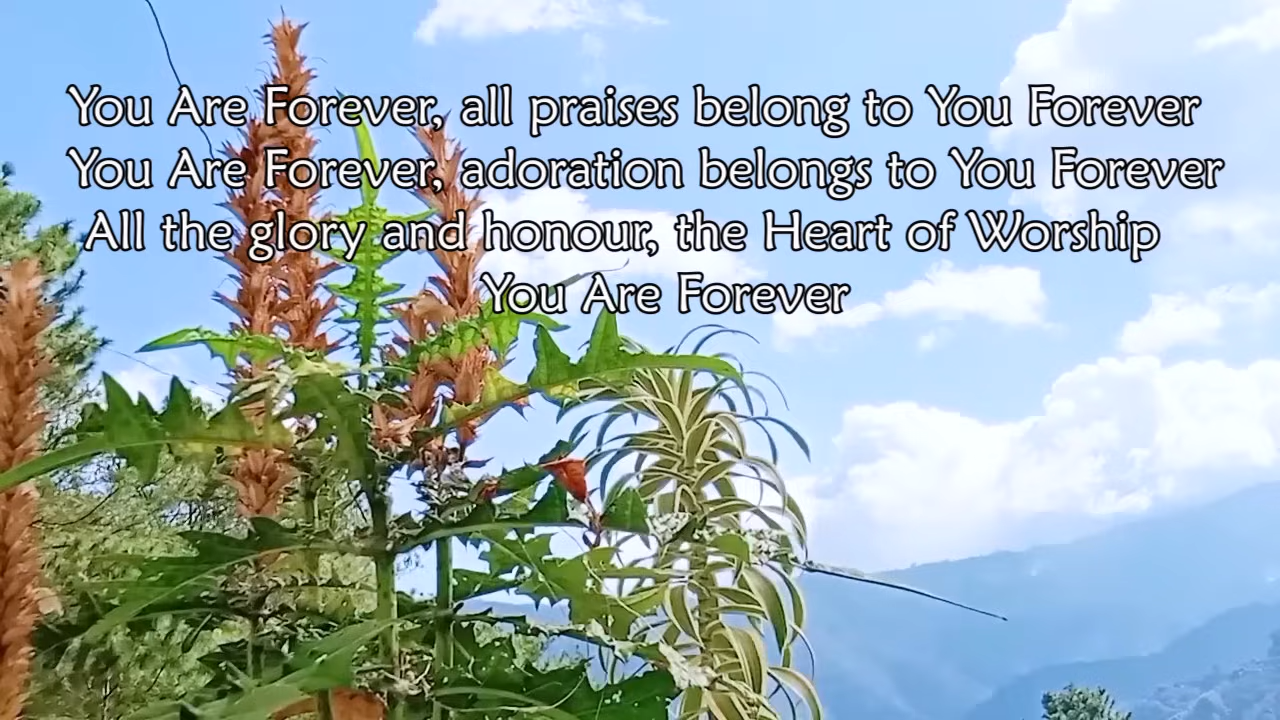 You Are Forever, all praises belong to You Forever
You Are Forever, adoration belongs to You Forever
All the glory and honour, the Heart of Worship
You Are Forever